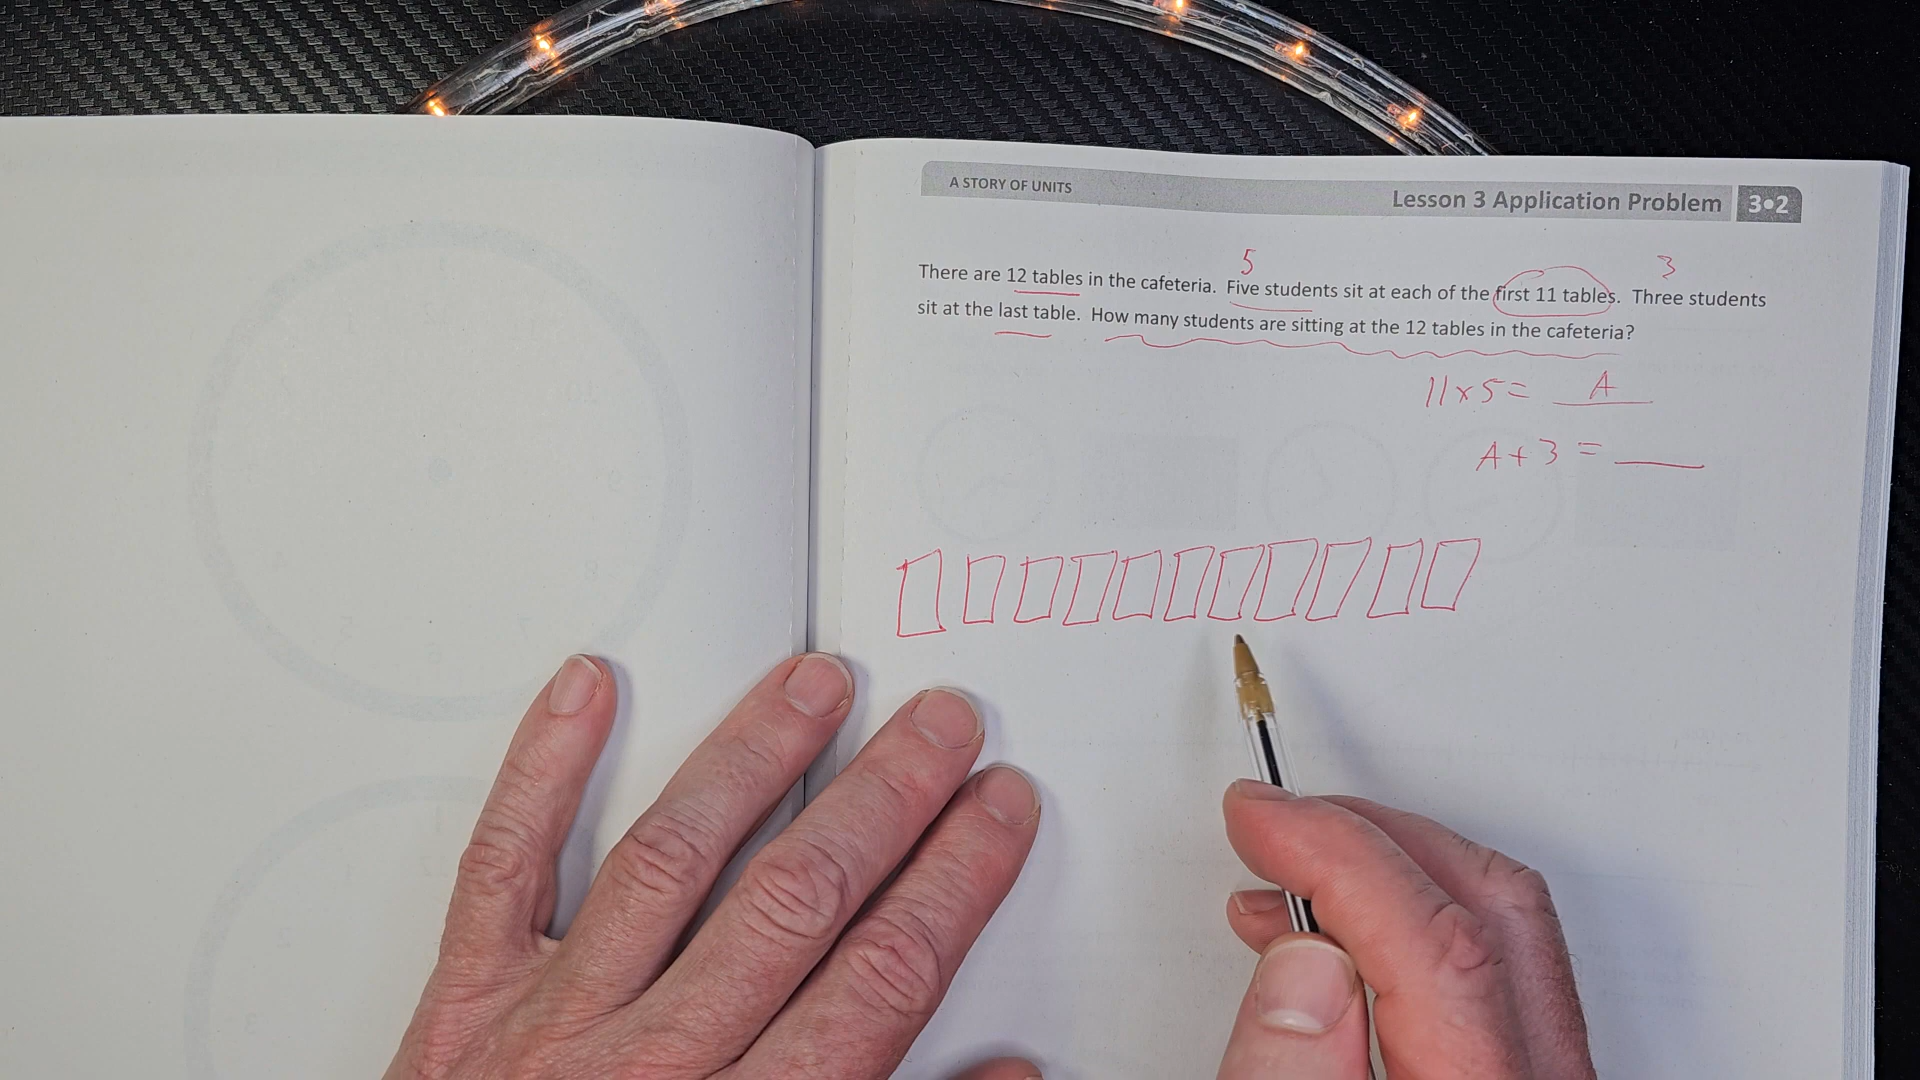 A STORY OF UNITS
Lesson 3 Application Problem 3•2
5 3
There are 12 tables in the cafeteria. Five students sit at each of the first 11 tables. Three students
sit at the last table. How many students are sitting at the 12 tables in the cafeteria?
11 x 5 = A
A + 3 = ___